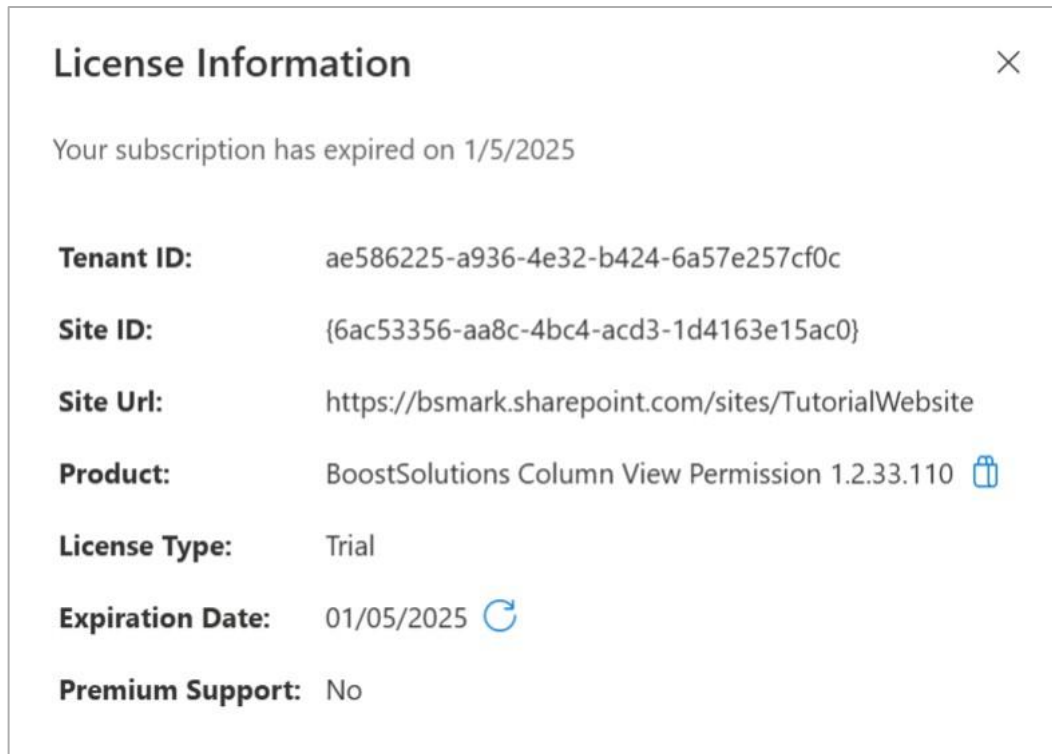 License Information
Your subscription has expired on 1/5/2025
Tenant ID: ae586225-a936-4e32-b424-6a57e257cf0c
Site ID: {6ac53356-aa8c-4bc4-acd3-1d4163e15ac0}
Site Url: https://bsmark.sharepoint.com/sites/TutorialWebsite
Product: BoostSolutions Column View Permission 1.2.33.110
License Type: Trial
Expiration Date: 01/05/2025
Premium Support: No